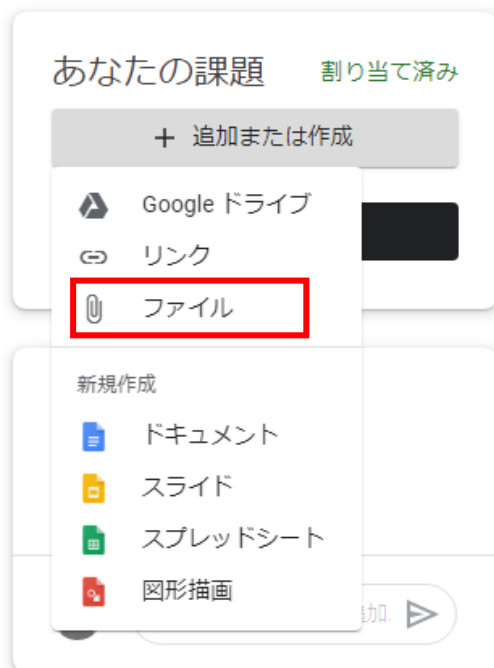 あなたの課題 割り当て済み
+ 追加または作成
Google ドライブ
リンク
ファイル
新規作成
ドキュメント
スライド
スプレッドシート
図形描画
追加